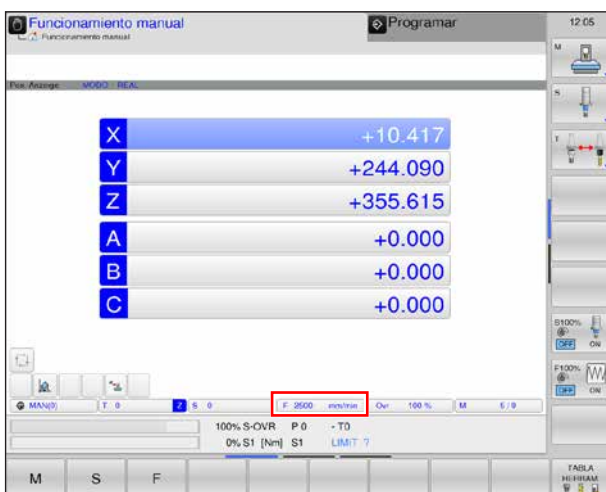 Funcionamiento manual
Programar
12:05
Funcionamiento manual
M
Pos. Anzeige MODO: REAL
S
X +10.417
T
Y +244.090
Z +355.615
A +0.000
B +0.000
C +0.000
S100%
OFF ON
F100%
OFF ON
MAN(0) T 0 Z S 0 F 2500 mm/min Ovr 100 % M 5/9
100% S-OVR P0 -T0
0% S1 [Nm] S1 LIMIT ?
M S F
TABLA
HERRAM.